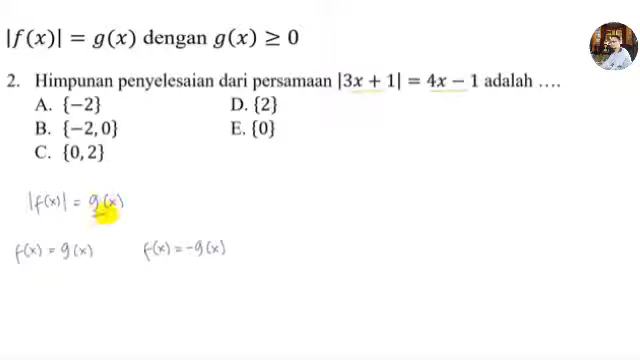 |f(x)| = g(x) dengan g(x) ≥ 0
2. Himpunan penyelesaian dari persamaan |3x + 1| = 4x − 1 adalah ….
A. {−2} D. {2}
B. {−2, 0} E. {0}
C. {0, 2}
|f(x)| = g(x)
f(x) = g(x) f(x) = -g(x)